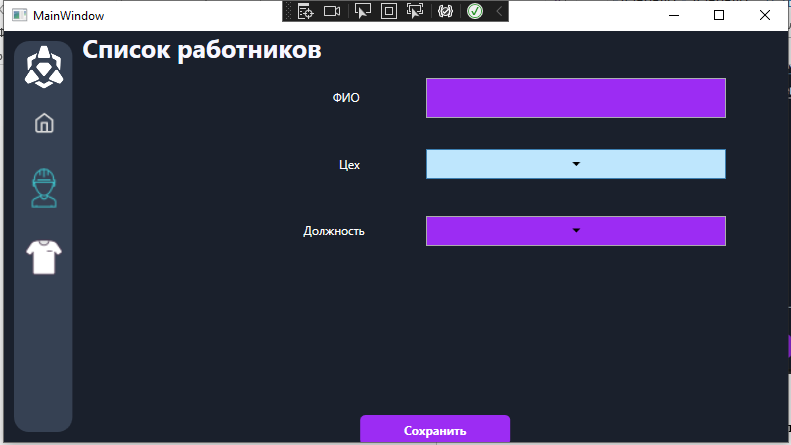 MainWindow
Список работников
ФИО
Цех
Должность
Сохранить